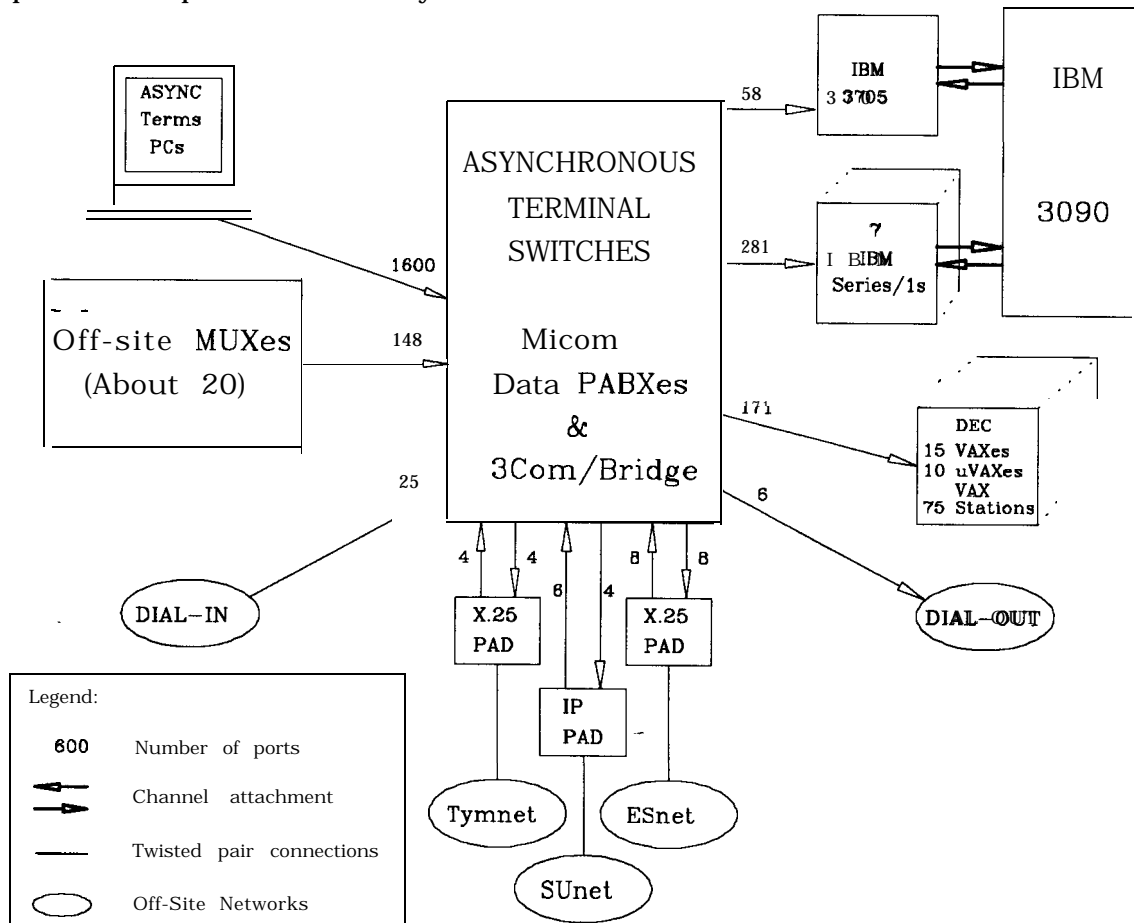 ASYNC
Terms
PCs
1600
Off-site MUXes
(About 20)
148
25
DIAL-IN
ASYNCHRONOUS
TERMINAL
SWITCHES
Micom
Data PABXes
&
3Com/Bridge
58
IBM
3705
281
7
IBM
Series/1s
IBM
3090
171
DEC
15 VAXes
10 uVAXes
VAX
75 Stations
6
DIAL-OUT
4
4
6
4
8
8
X.25
PAD
IP
PAD
X.25
PAD
Tymnet
SUnet
ESnet
Legend:
600 Number of ports
Channel attachment
Twisted pair connections
Off-Site Networks